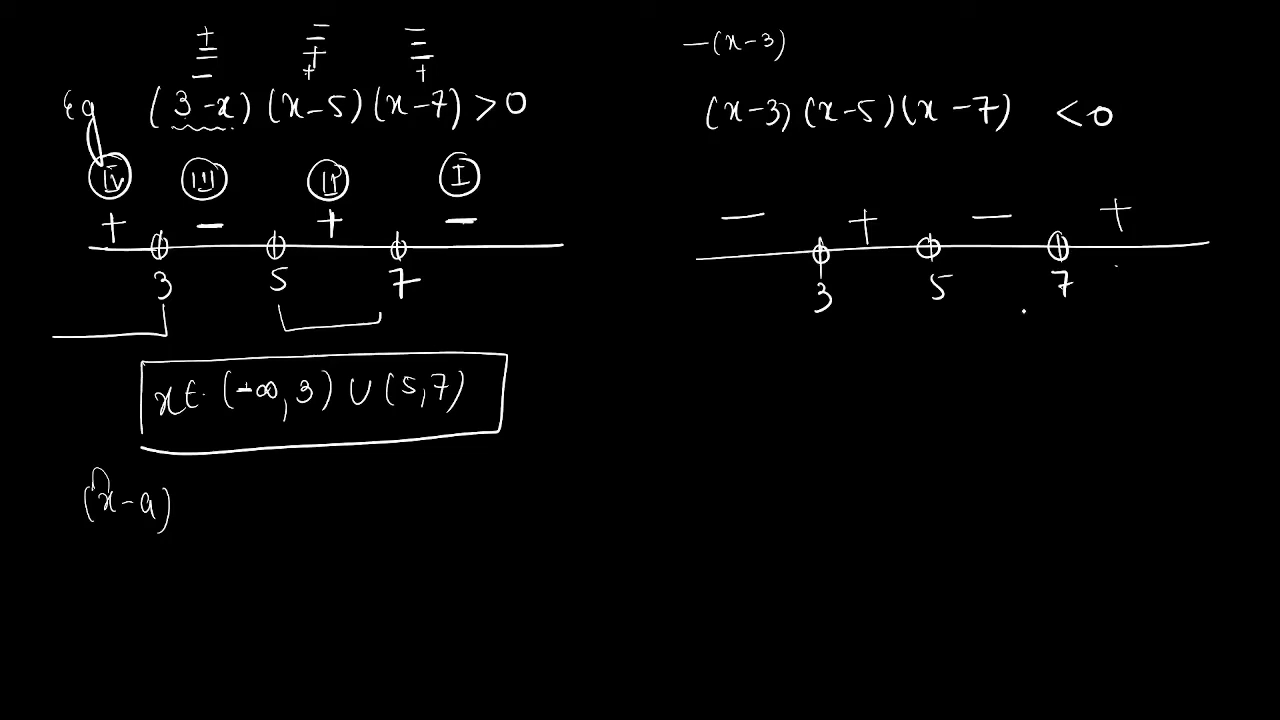 + − −
= = −
− ∓ =
+ +
Eg (3-x) (x-5) (x-7) > 0
IV III II I
+ − + −
3 5 7
x ∈ (-∞, 3) ∪ (5, 7)
(x-a)
-(x-3)
(x-3) (x-5) (x-7) < 0
− + − +
3 5 7